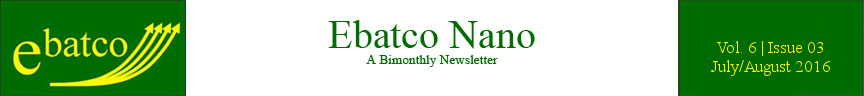 ebatco
Ebatco Nano
A Bimonthly Newsletter
Vol. 6 | Issue 03
July/August 2016